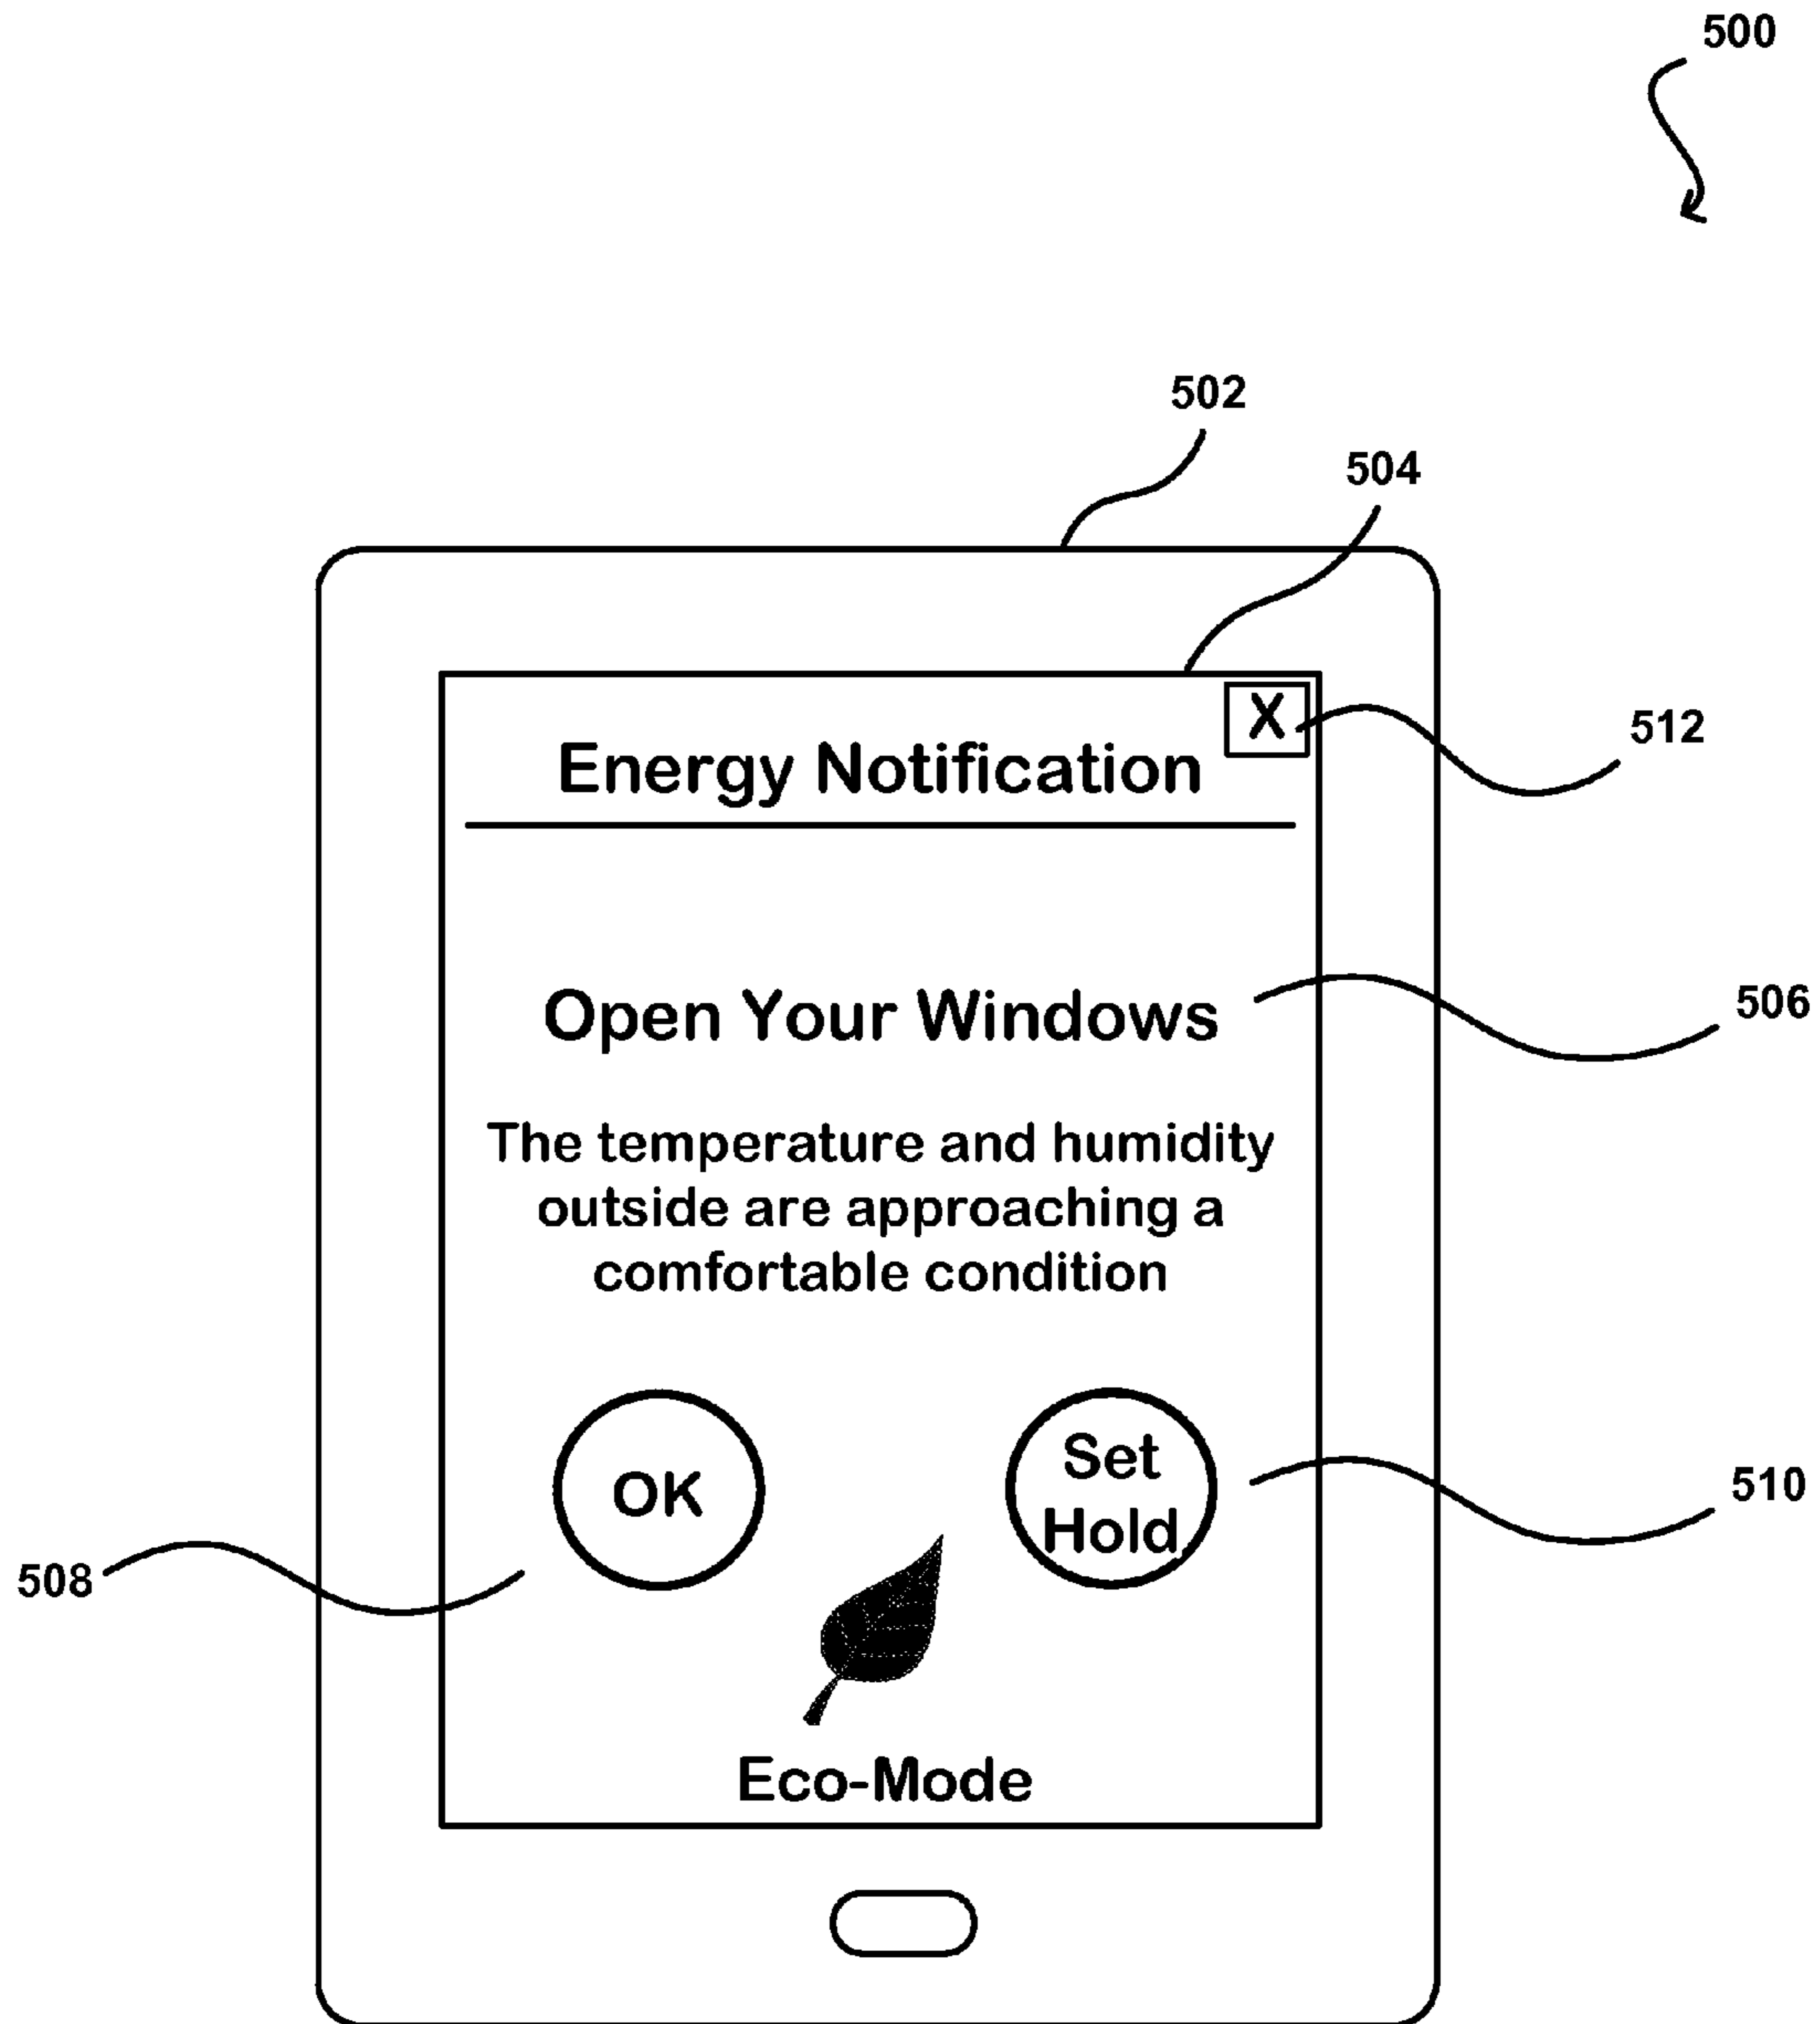 500
502
504
X
512
Energy Notification
Open Your Windows
506
The temperature and humidity
outside are approaching a
comfortable condition
OK
Set
Hold
510
508
Eco-Mode